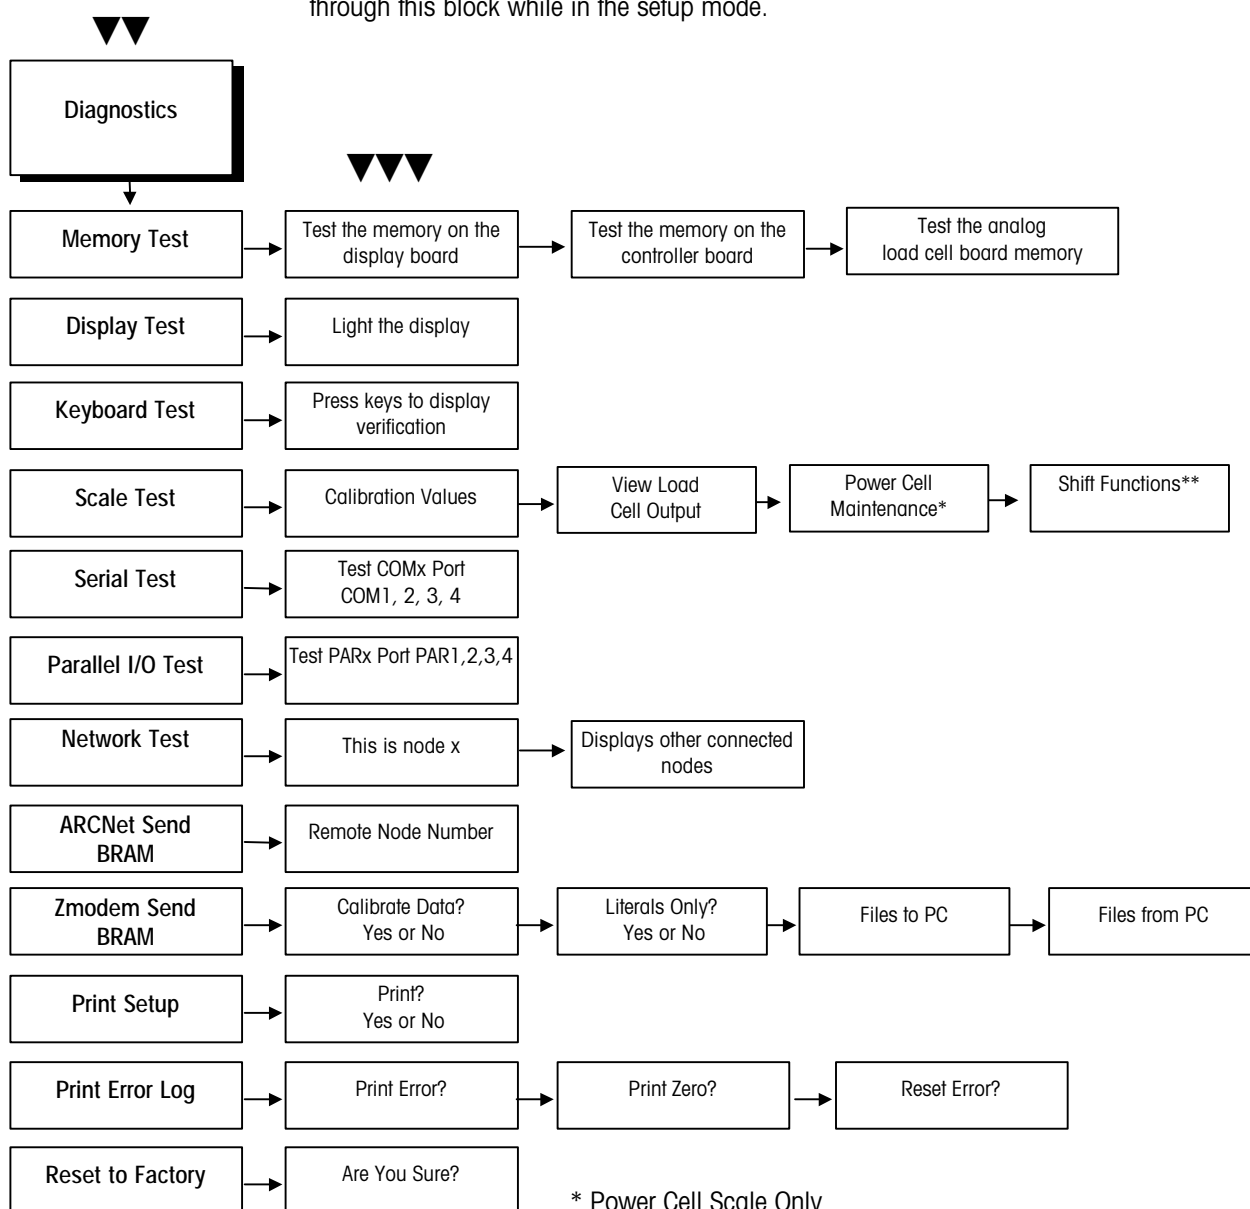 through this block while in the setup mode.
Diagnostics
Memory Test
Test the memory on the
display board
Test the memory on the
controller board
Test the analog
load cell board memory
Display Test
Light the display
Keyboard Test
Press keys to display
verification
Scale Test
Calibration Values
View Load
Cell Output
Power Cell
Maintenance*
Shift Functions**
Serial Test
Test COMx Port
COM1, 2, 3, 4
Parallel I/O Test
Test PARx Port PAR1,2,3,4
Network Test
This is node x
Displays other connected
nodes
ARCNet Send
BRAM
Remote Node Number
Zmodem Send
BRAM
Calibrate Data?
Yes or No
Literals Only?
Yes or No
Files to PC
Files from PC
Print Setup
Print?
Yes or No
Print Error Log
Print Error?
Print Zero?
Reset Error?
Reset to Factory
Are You Sure?
* Power Cell Scale Only